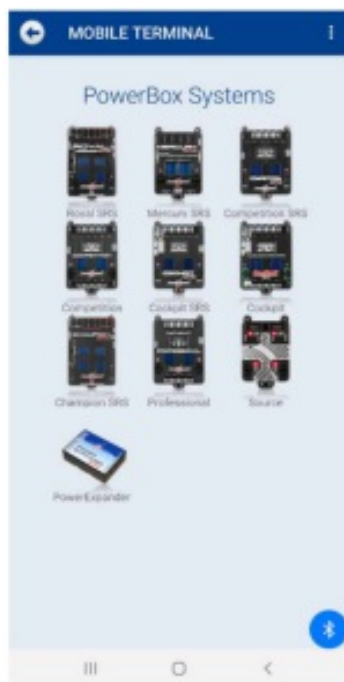 MOBILE TERMINAL
PowerBox Systems
Royal SRS
Mercury SRS
Competition SRS
Competition
Cockpit SRS
Cockpit
Champion SRS
Professional
Source
PowerExpander